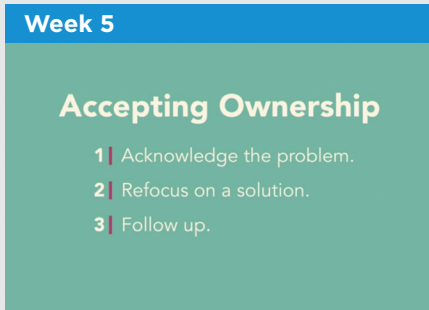 Week 5
Accepting Ownership
1| Acknowledge the problem.
2| Refocus on a solution.
3| Follow up.